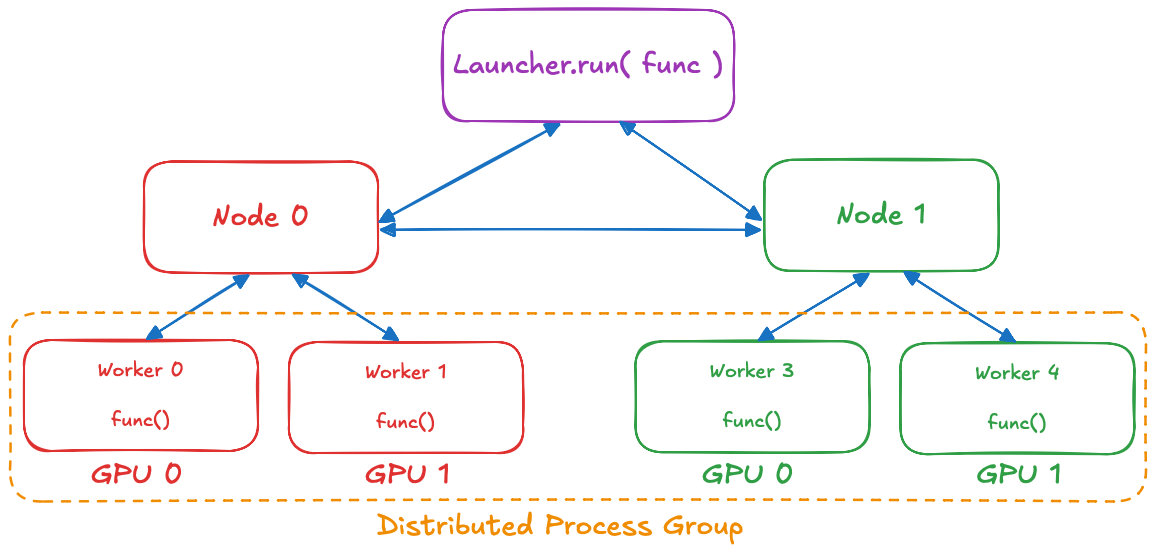 Launcher.run( func )
Node 0
Node 1
Worker 0
func()
Worker 1
func()
Worker 3
func()
Worker 4
func()
GPU 0
GPU 1
GPU 0
GPU 1
Distributed Process Group